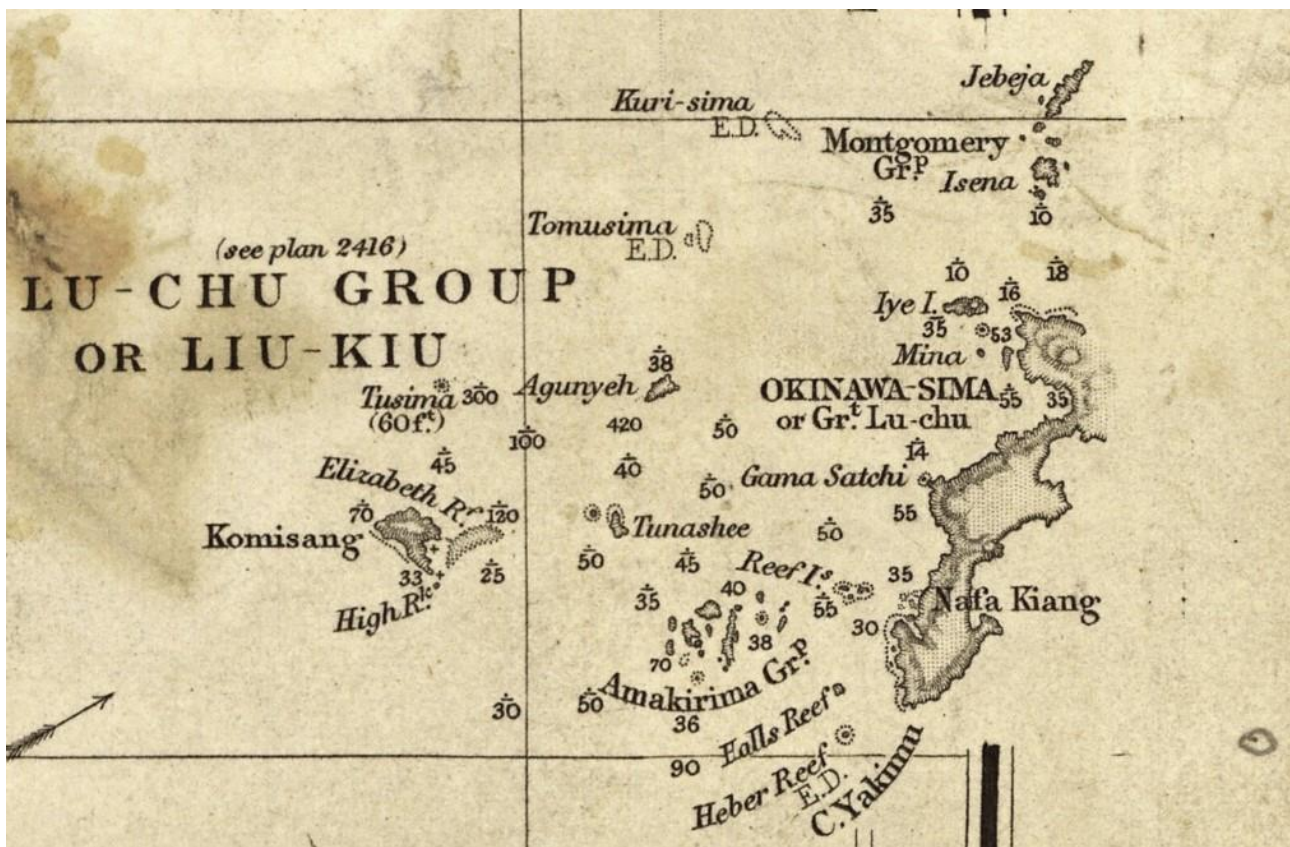 Jebeja
Kuri-sima
E.D.
Montgomery
Grp
Isena
35
10
Tomusima
E.D.
(see plan 2416)
LU-CHU GROUP
OR LIU-KIU
10
18
16
Iye I.
35
53
Mina
38
Agunyeh
Tusima
(60ft.)
300
OKINAWA-SIMA
or Grt. Lu-chu
55
35
420
50
100
14
45
40
Gama Satchi
50
Elizabeth Rf.
70
120
55
Komisang
Tunashee
50
50
45
Reef Is.
35
33
25
High Rk.
35
40
55
Nafa Kiang
30
38
70
Amakirima Grp.
30
50
36
Ealls Reef
90
Heber Reef
E.D.
C. Yakimu